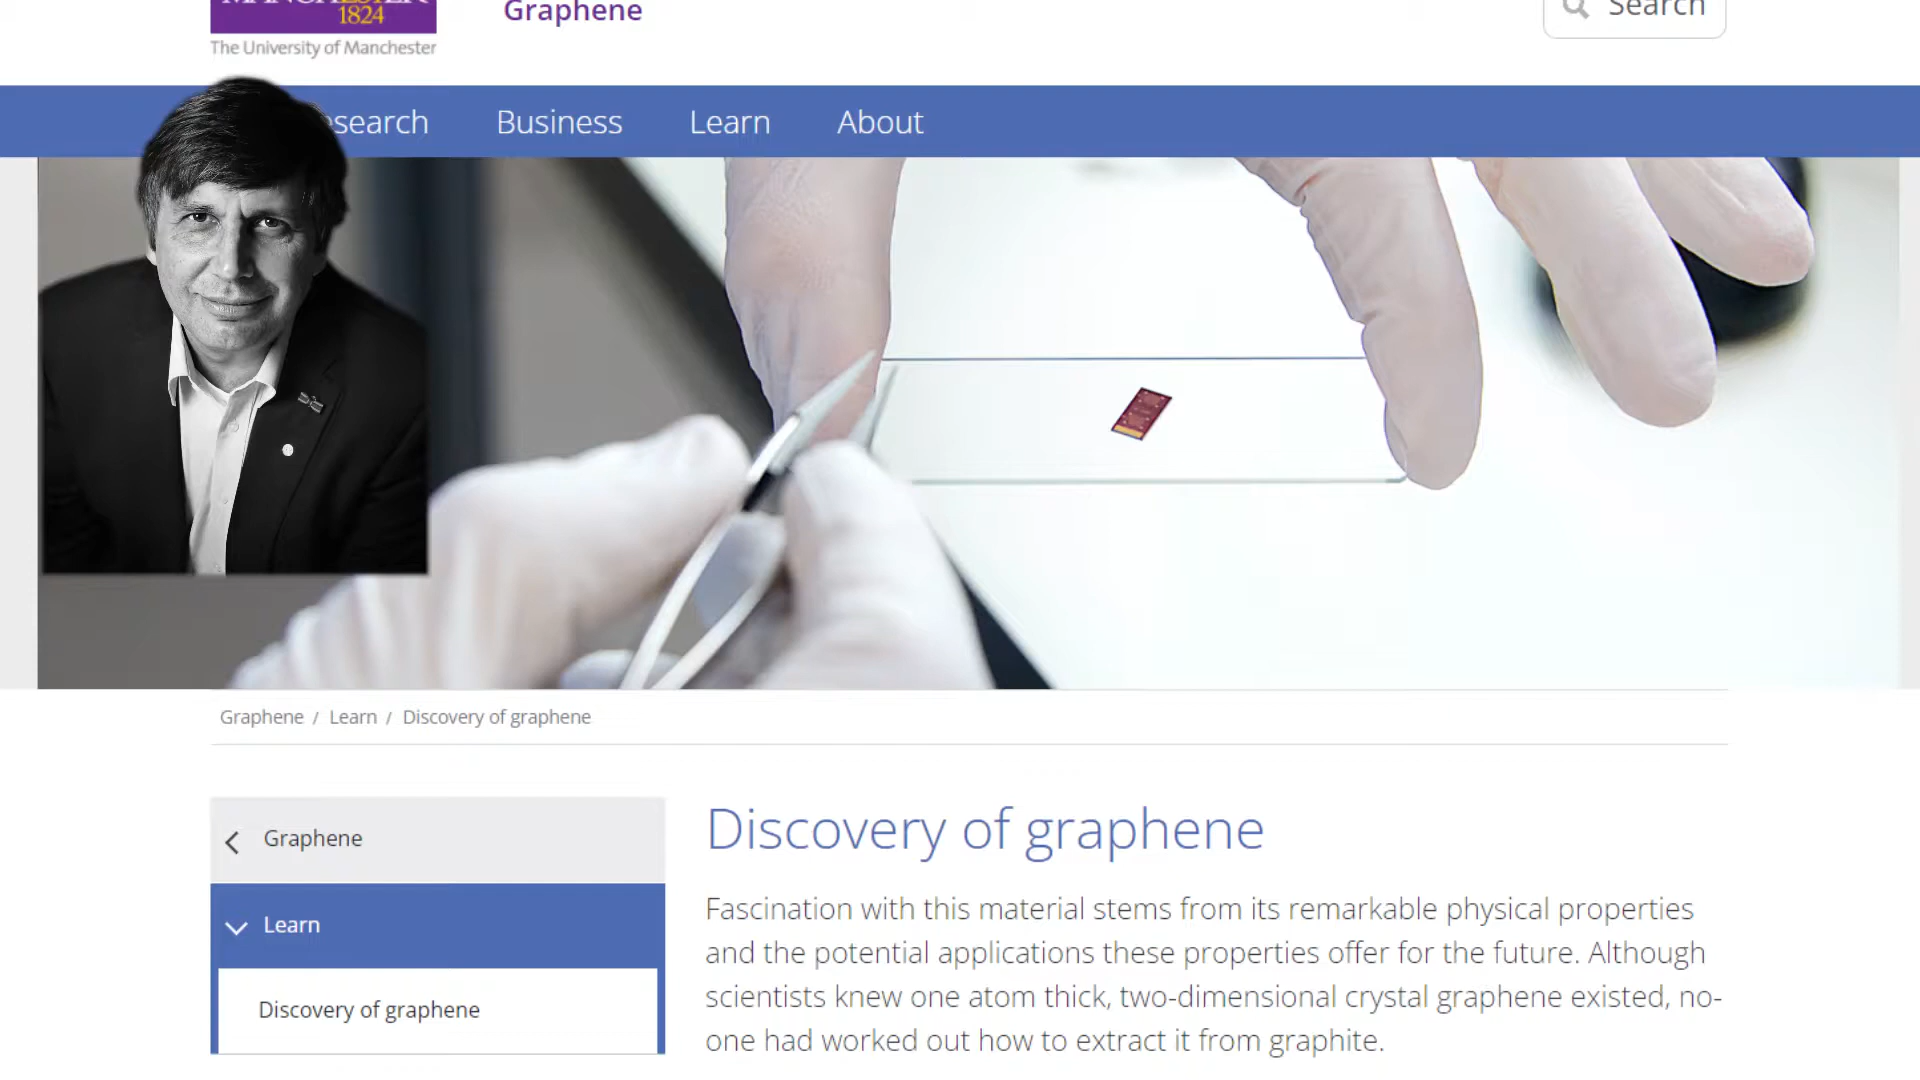 MANCHESTER
1824
The University of Manchester
Graphene
Search
esearch
Business
Learn
About
Graphene / Learn / Discovery of graphene
Graphene
Learn
Discovery of graphene
Discovery of graphene
Fascination with this material stems from its remarkable physical properties
and the potential applications these properties offer for the future. Although
scientists knew one atom thick, two-dimensional crystal graphene existed, no-
one had worked out how to extract it from graphite.